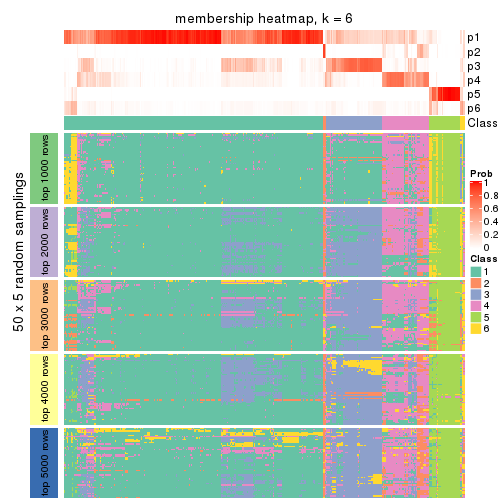 membership heatmap, k = 6
p1
p2
p3
p4
p5
p6
Class
50 x 5 random samplings
top 1000 rows
top 2000 rows
top 3000 rows
top 4000 rows
top 5000 rows
Prob
1
0.8
0.6
0.4
0.2
0
Class
1
2
3
4
5
6